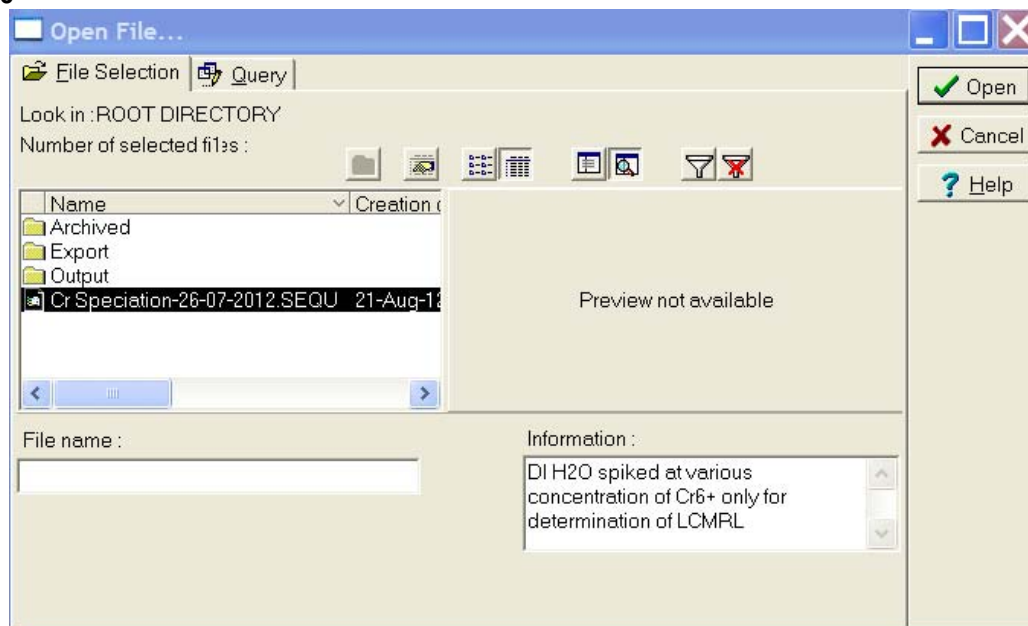 Open File...
File Selection
Query
Look in :ROOT DIRECTORY
Number of selected files :
Name
Creation
Archived
Export
Output
Cr Speciation-26-07-2012.SEQU 21-Aug-12
Preview not available
File name :
Information :
DI H2O spiked at various
concentration of Cr6+ only for
determination of LCMRL
Open
Cancel
Help